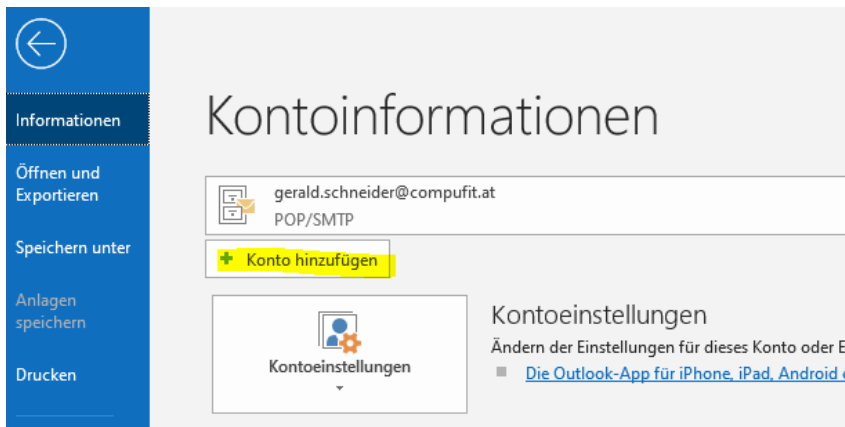 Kontoinformationen
Informationen
Öffnen und
Exportieren
Speichern unter
Anlagen
speichern
Drucken
gerald.schneider@compufit.at
POP/SMTP
Konto hinzufügen
Kontoeinstellungen
Kontoeinstellungen
Ändern der Einstellungen für dieses Konto oder
Die Outlook-App für iPhone, iPad, Android